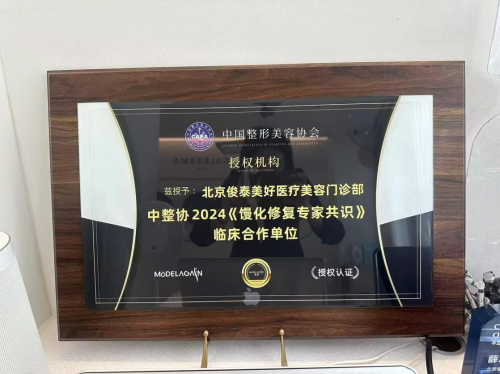 CAPA
中国整形美容协会
授权机构
兹授予：北京俊泰美好医疗美容门诊部
中整协2024《馒化修复专家共识》
临床合作单位
MODELAGAIN
授权认证
薛